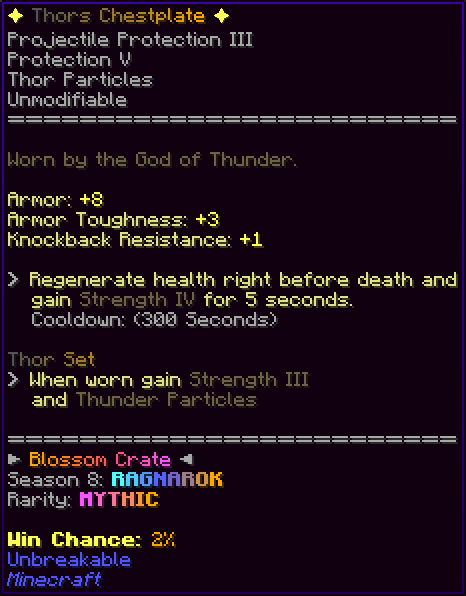 ✦ Thors Chestplate ✦
Projectile Protection III
Protection V
Thor Particles
Unmodifiable
============================
Worn by the God of Thunder.
Armor: +8
Armor Toughness: +3
Knockback Resistance: +1
> Regenerate health right before death and
gain Strength IV for 5 seconds.
Cooldown: (300 Seconds)
Thor Set
> When worn gain Strength III
and Thunder Particles
============================
► Blossom Crate ◄
Season 8: RAGNAROK
Rarity: MYTHIC
Win Chance: 2%
Unbreakable
Minecraft